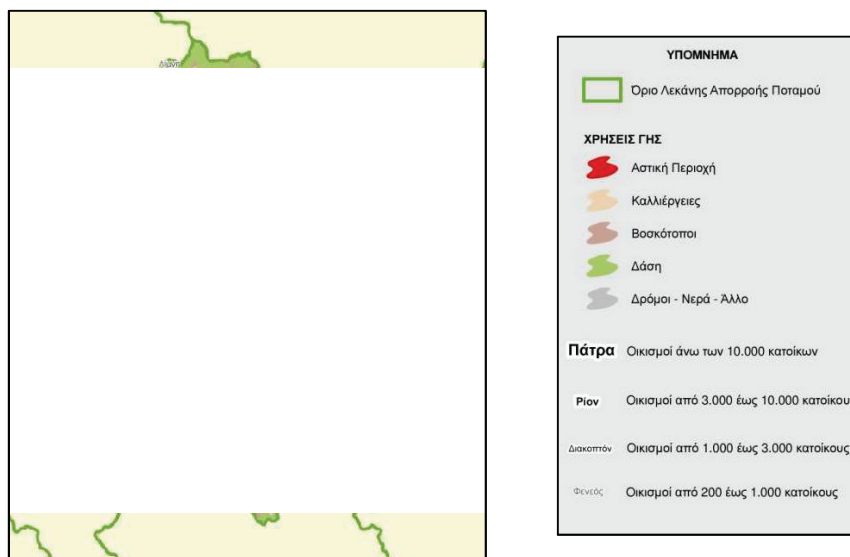 ΥΠΟΜΝΗΜΑ
Όριο Λεκάνης Απορροής Ποταμού
ΧΡΗΣΕΙΣ ΓΗΣ
Αστική Περιοχή
Καλλιέργειες
Βοσκότοποι
Δάση
Δρόμοι - Νερά - Άλλο
Πάτρα Οικισμοί άνω των 10.000 κατοίκων
Ρίον Οικισμοί από 3.000 έως 10.000 κατοίκου
Διακοπτόν Οικισμοί από 1.000 έως 3.000 κατοίκους
Φενεός Οικισμοί από 200 έως 1.000 κατοίκους